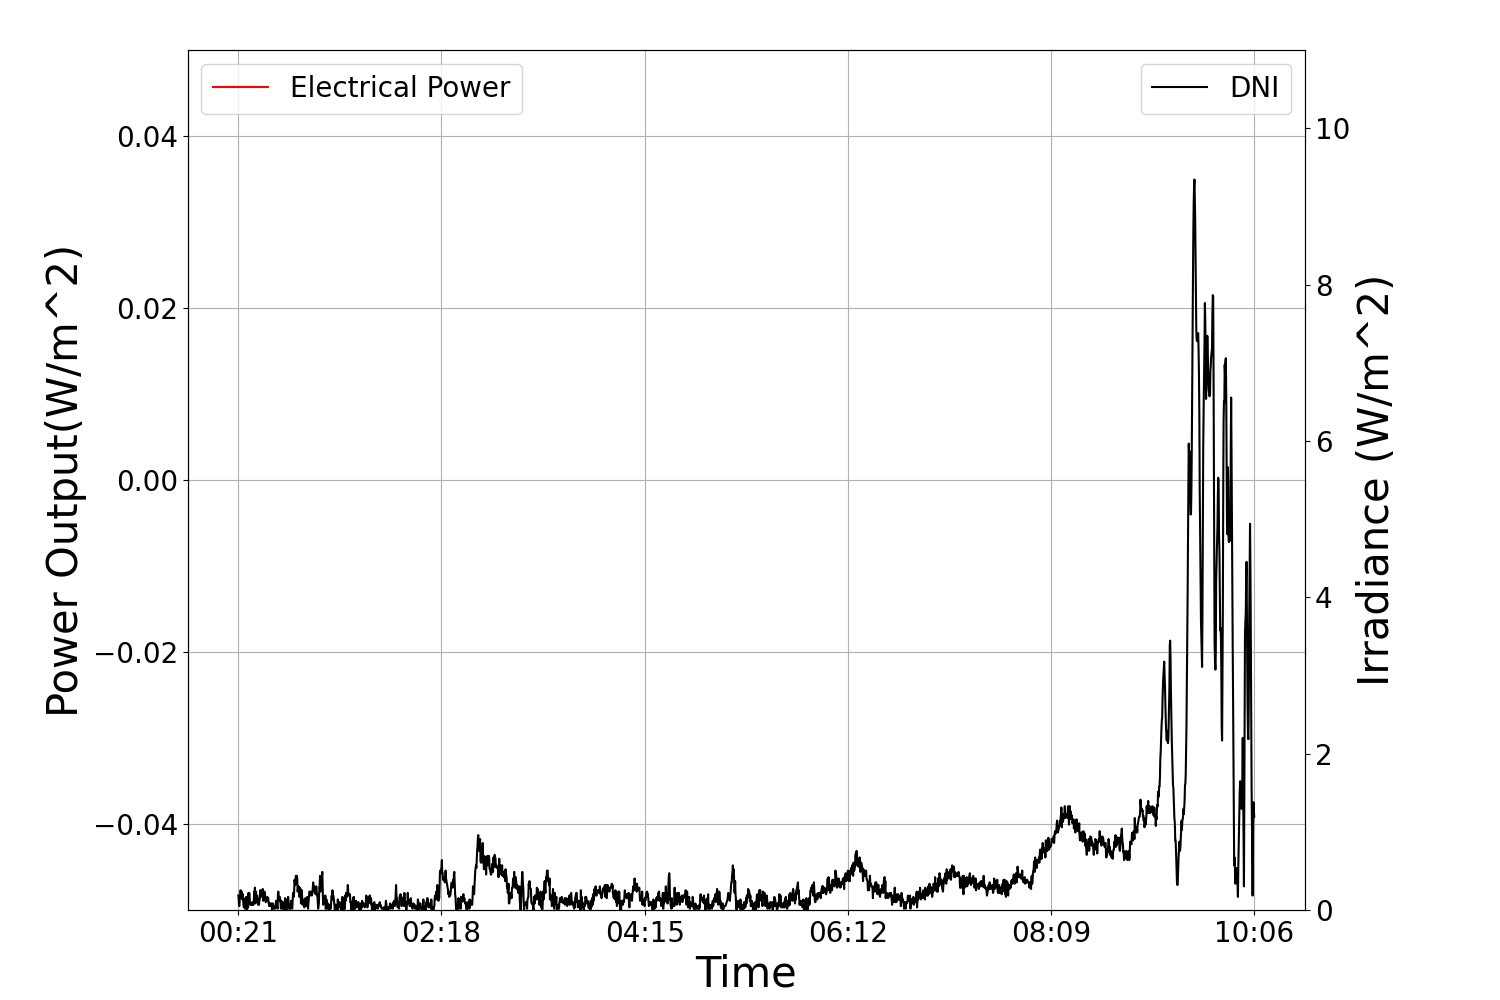 Electrical Power
DNI
0.04
0.02
0.00
−0.02
−0.04
Power Output(W/m^2)
10
8
6
4
2
0
Irradiance (W/m^2)
00:21 02:18 04:15 06:12 08:09 10:06
Time